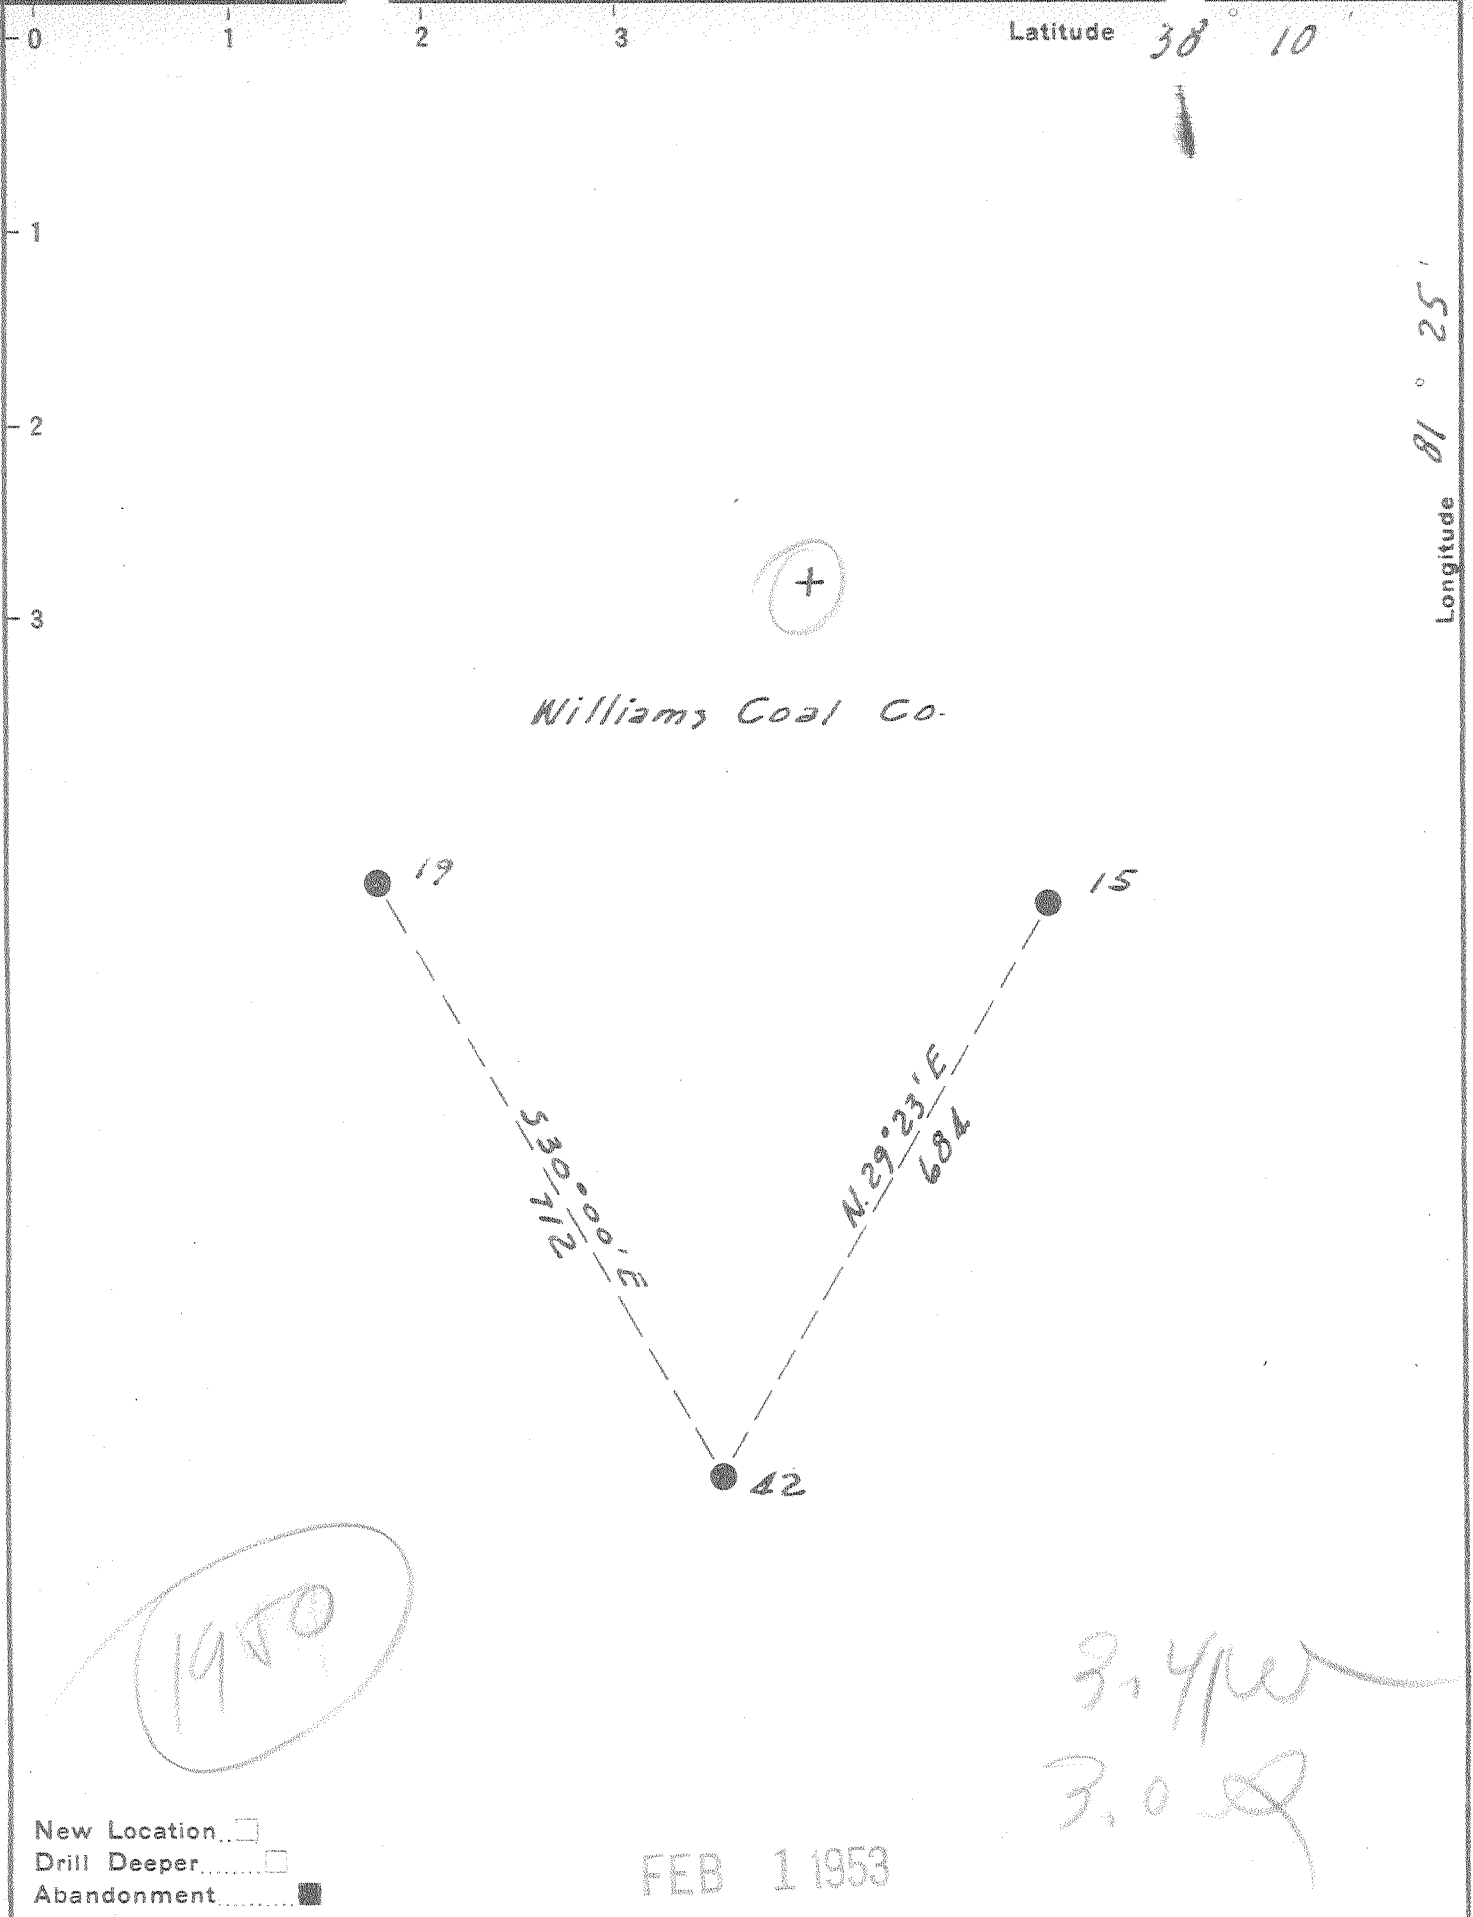 0 1 2 3 Latitude 38° 10'
1
2
3
Longitude 81° 25'
+
Williams Coal Co.
19
15
S 30°00' E
712
N. 29°23' E
684
42
1950
3.4
3.0
New Location
Drill Deeper
Abandonment
FEB 1 1953